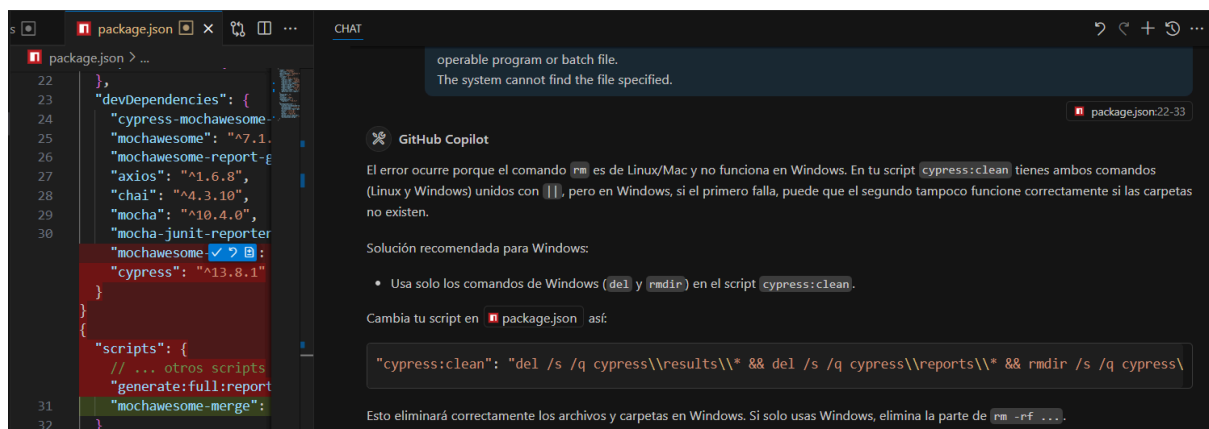 s
package.json
package.json > ...
22 },
23 "devDependencies": {
24 "cypress-mochawesome-
25 "mochawesome": "^7.1.
26 "mochawesome-report-g
27 "axios": "^1.6.8",
28 "chai": "^4.3.10",
29 "mocha": "^10.4.0",
30 "mocha-junit-reporter
"mochawesome- :
"cypress": "^13.8.1"
}
}
{
"scripts": {
// ... otros scripts
"generate:full:report
31 "mochawesome-merge":
32 }
CHAT
operable program or batch file.
The system cannot find the file specified.
package.json:22-33
GitHub Copilot
El error ocurre porque el comando rm es de Linux/Mac y no funciona en Windows. En tu script cypress:clean tienes ambos comandos
(Linux y Windows) unidos con ||, pero en Windows, si el primero falla, puede que el segundo tampoco funcione correctamente si las carpetas
no existen.
Solución recomendada para Windows:
• Usa solo los comandos de Windows (del y rmdir) en el script cypress:clean.
Cambia tu script en package.json así:
"cypress:clean": "del /s /q cypress\\results\\* && del /s /q cypress\\reports\\* && rmdir /s /q cypress\
Esto eliminará correctamente los archivos y carpetas en Windows. Si solo usas Windows, elimina la parte de rm -rf ....